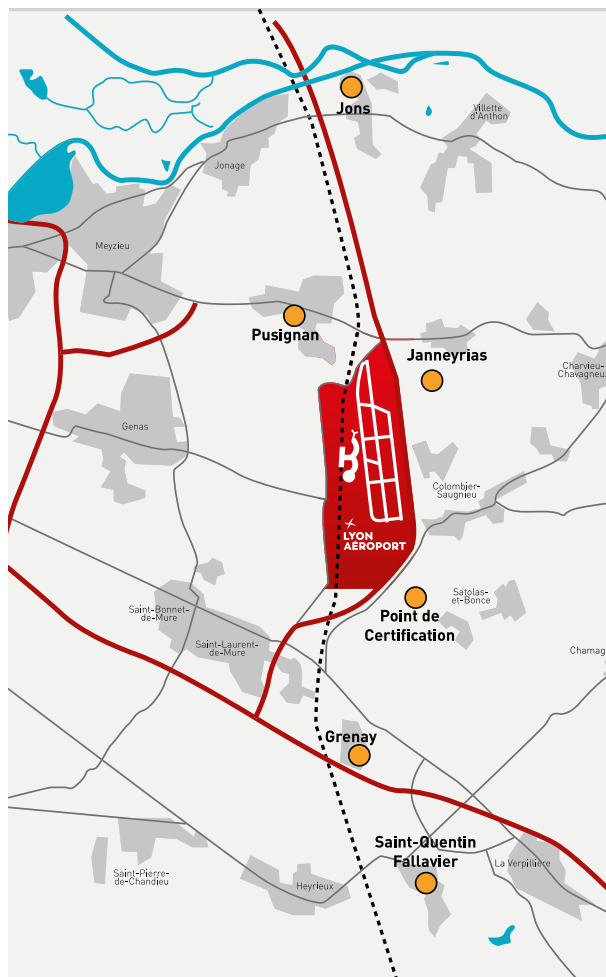 Jons
Villette
d'Anthon
Jonage
Meyzieu
Pusignan
Janneyrias
Charvieu-
Chavagneux
Genas
Colombier-
Saugnieu
LYON
AÉROPORT
Satolas-
et-Bonce
Point de
Certification
Saint-Bonnet-
de-Mure
Saint-Laurent-
de-Mure
Chamag
Grenay
Saint-Quentin
Fallavier
La Verpillière
Saint-Pierre-
de-Chandieu
Heyrieux